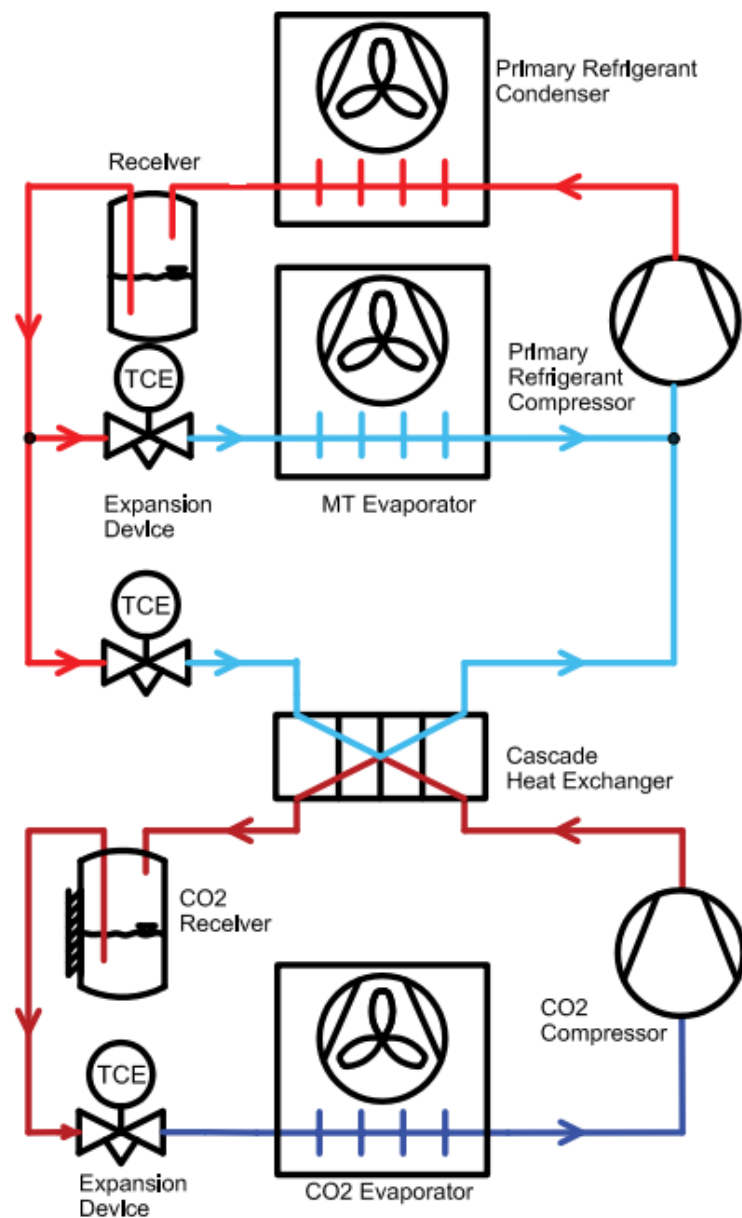 Primary Refrigerant
Condenser
Receiver
TCE
Primary
Refrigerant
Compressor
Expansion
Device
MT Evaporator
TCE
Cascade
Heat Exchanger
CO2
Receiver
CO2
Compressor
TCE
Expansion
Device
CO2 Evaporator